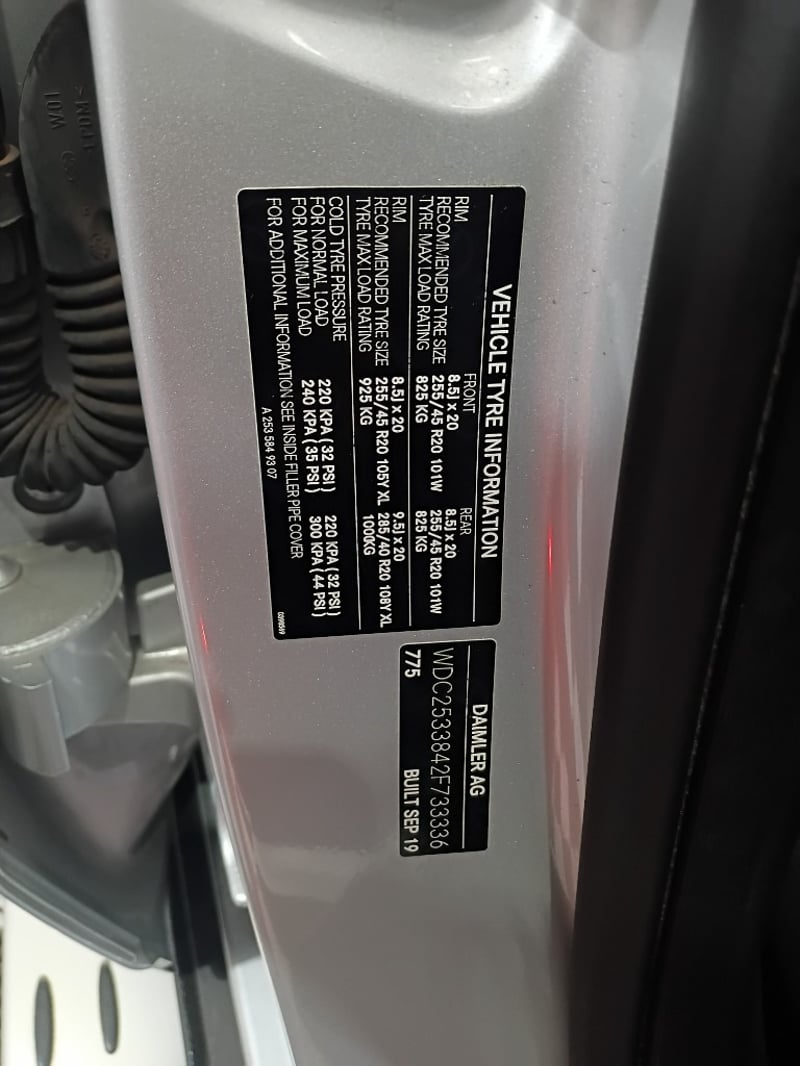 VEHICLE TYRE INFORMATION
FRONT REAR
RIM 8.5J x 20 8.5J x 20
RECOMMENDED TYRE SIZE 255/45 R20 101W 255/45 R20 101W
TYRE MAX LOAD RATING 825 KG 825 KG
RIM 8.5J x 20 9.5J x 20
RECOMMENDED TYRE SIZE 255/45 R20 105Y XL 285/40 R20 108Y XL
TYRE MAX LOAD RATING 925 KG 1000KG
COLD TYRE PRESSURE
FOR NORMAL LOAD 220 KPA ( 32 PSI ) 220 KPA ( 32 PSI )
FOR MAXIMUM LOAD 240 KPA ( 35 PSI ) 300 KPA ( 44 PSI )
FOR ADDITIONAL INFORMATION SEE INSIDE FILLER PIPE COVER
A 253 584 93 07
DAIMLER AG
WDC2533842F733336
775 BUILT SEP 19